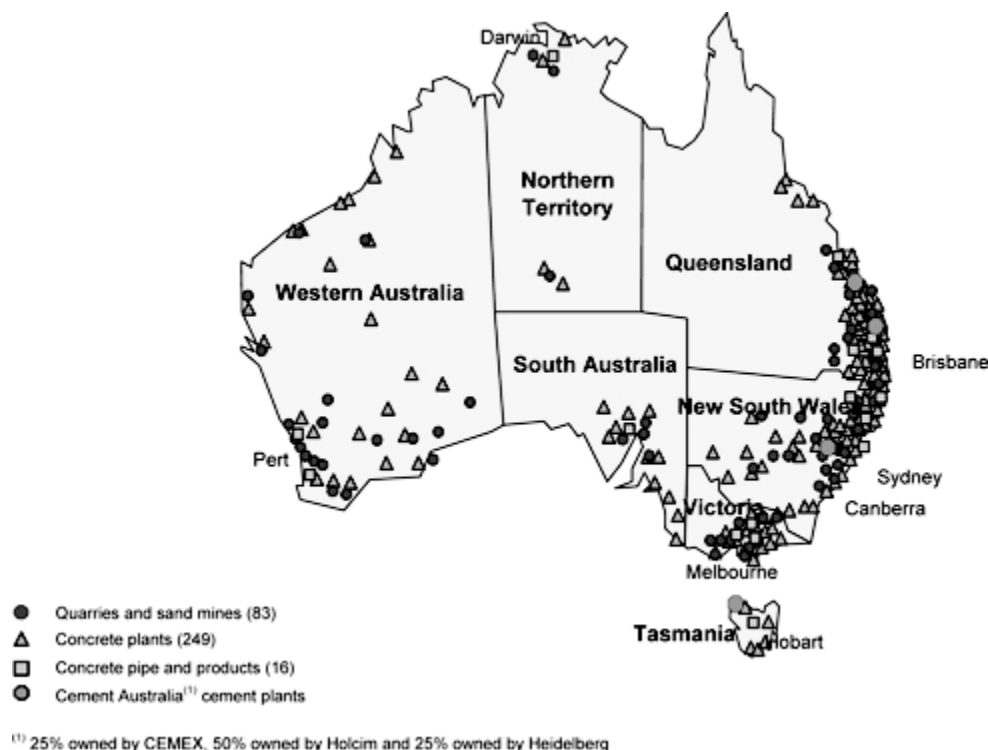 Darwin
Northern
Territory
Queensland
Western Australia
South Australia
Brisbane
New South Wale
Pert
Sydney
Victoria
Canberra
Melbourne
Quarries and sand mines (83)
Tasmania
Hobart
Concrete plants (249)
Concrete pipe and products (16)
Cement Australia⁽¹⁾ cement plants
⁽¹⁾ 25% owned by CEMEX, 50% owned by Holcim and 25% owned by Heidelberg